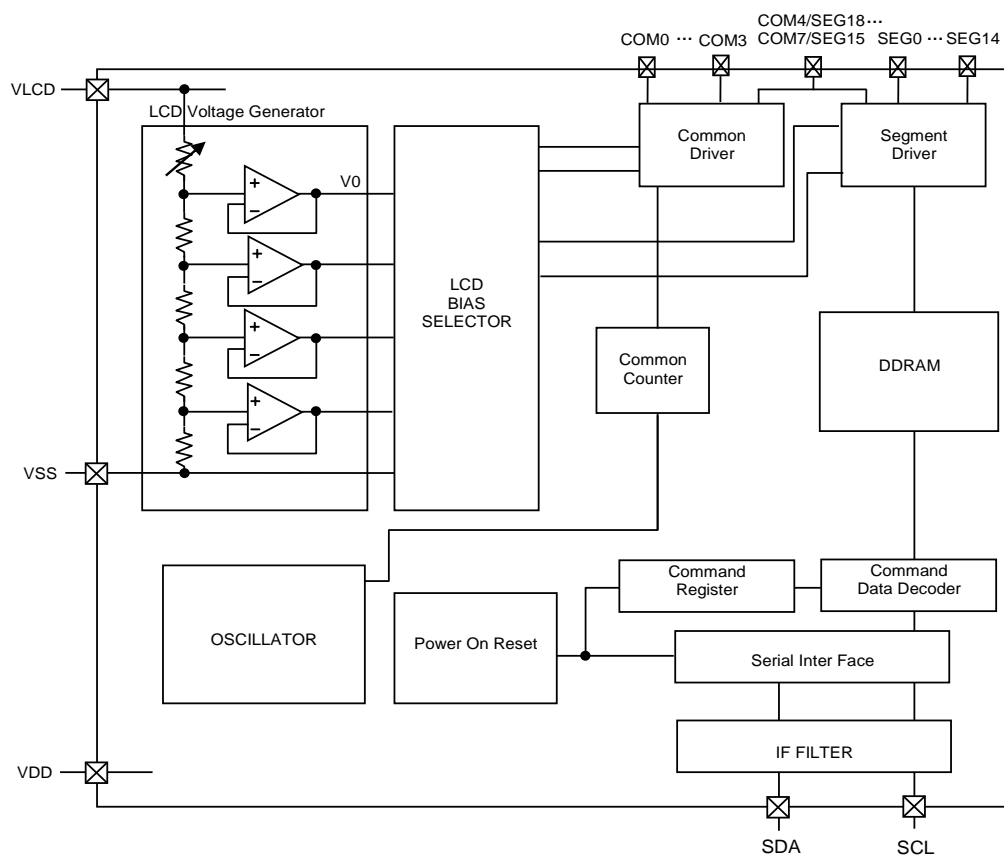 COM4/SEG18 ···
COM0 ··· COM3 COM7/SEG15 SEG0 ··· SEG14
VLCD
LCD Voltage Generator
Common
Driver
Segment
Driver
+
−
V0
+
−
+
−
+
−
LCD
BIAS
SELECTOR
Common
Counter
DDRAM
VSS
OSCILLATOR
Power On Reset
Command
Register
Command
Data Decoder
Serial Inter Face
IF FILTER
VDD
SDA SCL